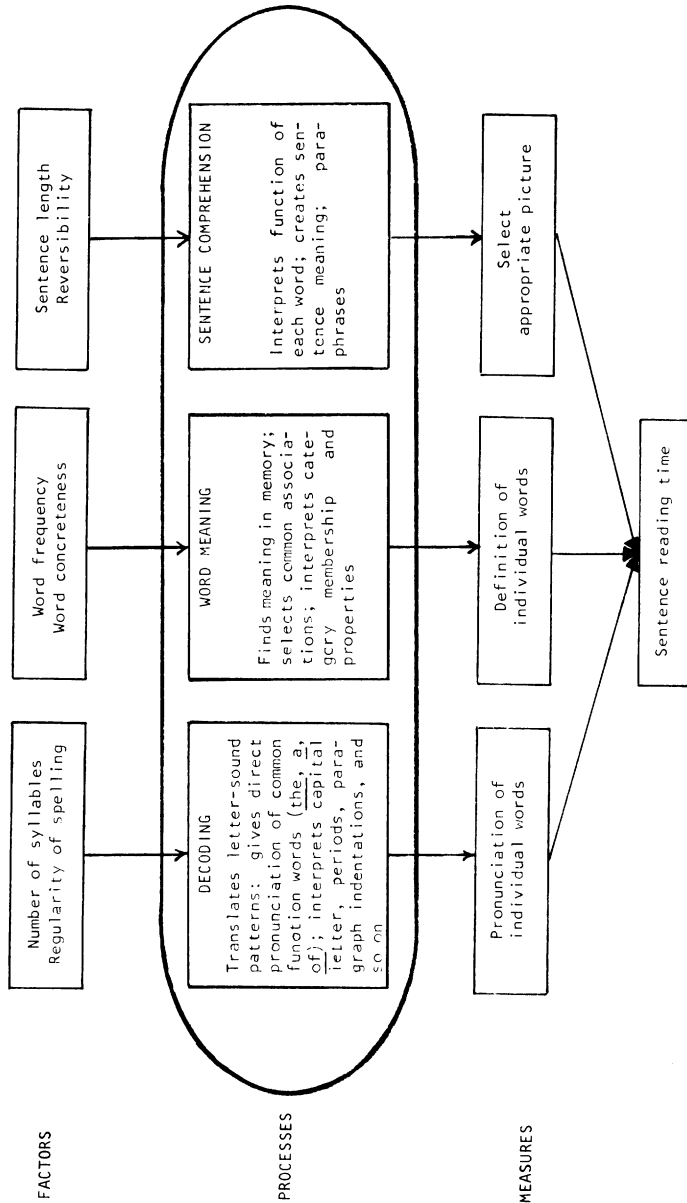 FACTORS
Number of syllables
Regularity of spelling
Word frequency
Word concreteness
Sentence length
Reversibility
PROCESSES
DECODING
Translates letter-sound
patterns: gives direct
pronunciation of common
function words (the, a,
of); interprets capital
letter, periods, para-
graph indentations, and
so on
WORD MEANING
Finds meaning in memory;
selects common associa-
tions; interprets cate-
gcry membership and
properties
SENTENCE COMPREHENSION
Interprets function of
each word; creates sen-
tence meaning; para-
phrases
MEASURES
Pronunciation of
individual words
Definition of
individual words
Select
appropriate picture
Sentence reading time